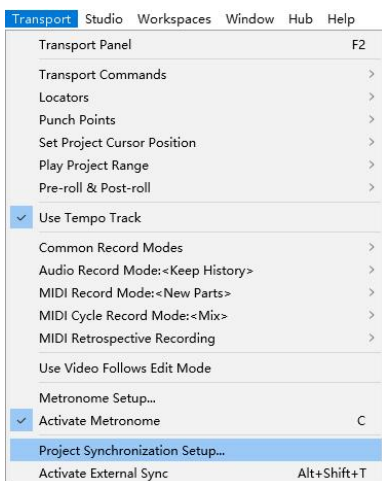 Transport Studio Workspaces Window Hub Help
Transport Panel F2
Transport Commands
Locators
Punch Points
Set Project Cursor Position
Play Project Range
Pre-roll & Post-roll
Use Tempo Track
Common Record Modes
Audio Record Mode:<Keep History>
MIDI Record Mode:<New Parts>
MIDI Cycle Record Mode:<Mix>
MIDI Retrospective Recording
Use Video Follows Edit Mode
Metronome Setup...
Activate Metronome C
Project Synchronization Setup...
Activate External Sync Alt+Shift+T